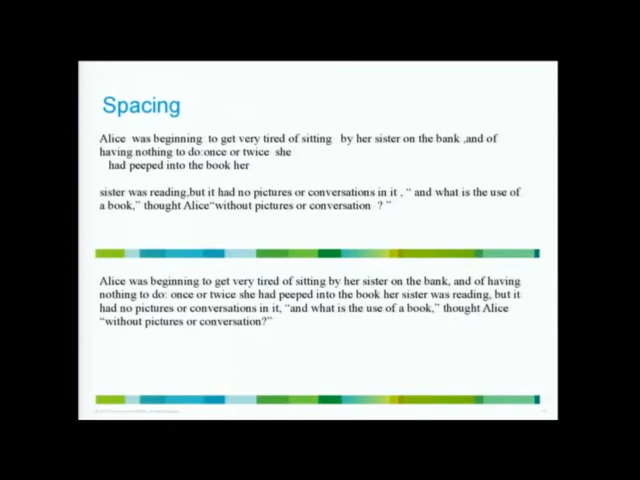 Spacing
Alice  was beginning  to get very tired of sitting   by her sister on the bank ,and of
having nothing to do:once or twice  she
   had peeped into the book her
sister was reading,but it had no pictures or conversations in it , “ and what is the use of
a book,” thought Alice“without pictures or conversation  ? ”
Alice was beginning to get very tired of sitting by her sister on the bank, and of having
nothing to do: once or twice she had peeped into the book her sister was reading, but it
had no pictures or conversations in it, “and what is the use of a book,” thought Alice
“without pictures or conversation?”